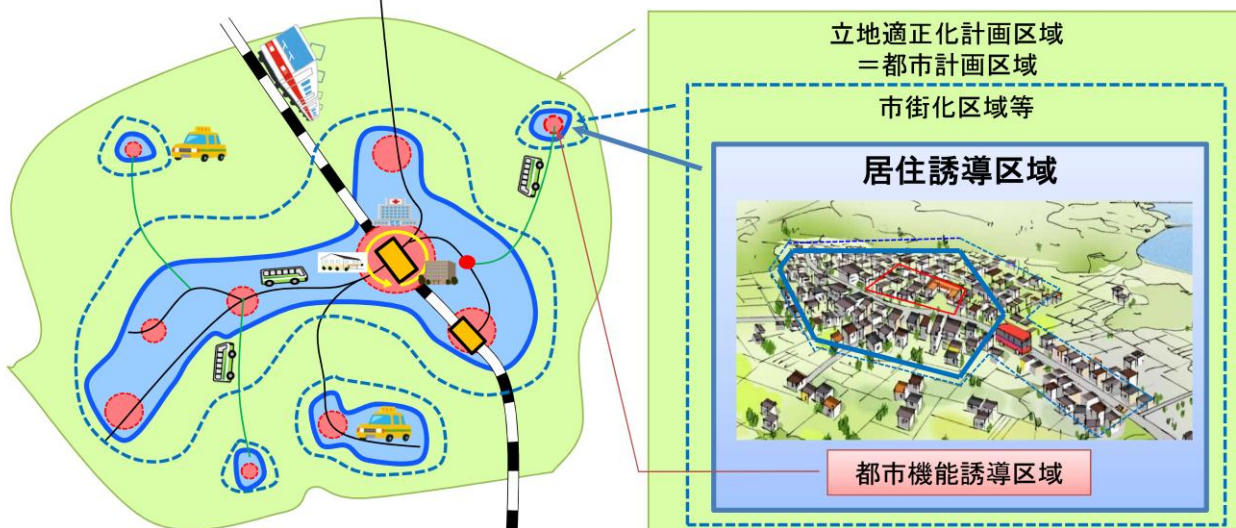 立地適正化計画区域
＝都市計画区域
市街化区域等
居住誘導区域
都市機能誘導区域